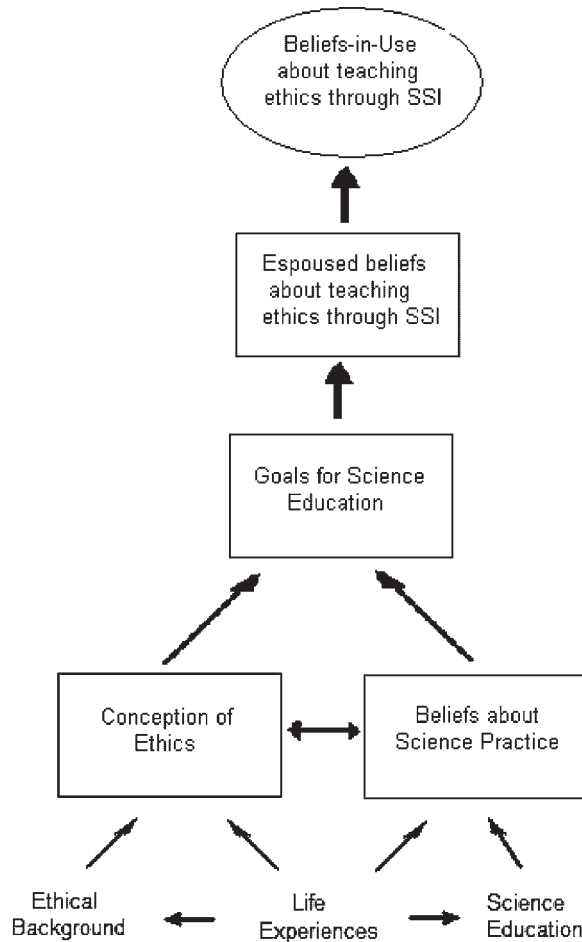 Beliefs-in-Use
about teaching
ethics through SSI
Espoused beliefs
about teaching
ethics through SSI
Goals for Science
Education
Conception of
Ethics
Beliefs about
Science Practice
Ethical
Background
Life
Experiences
Science
Education